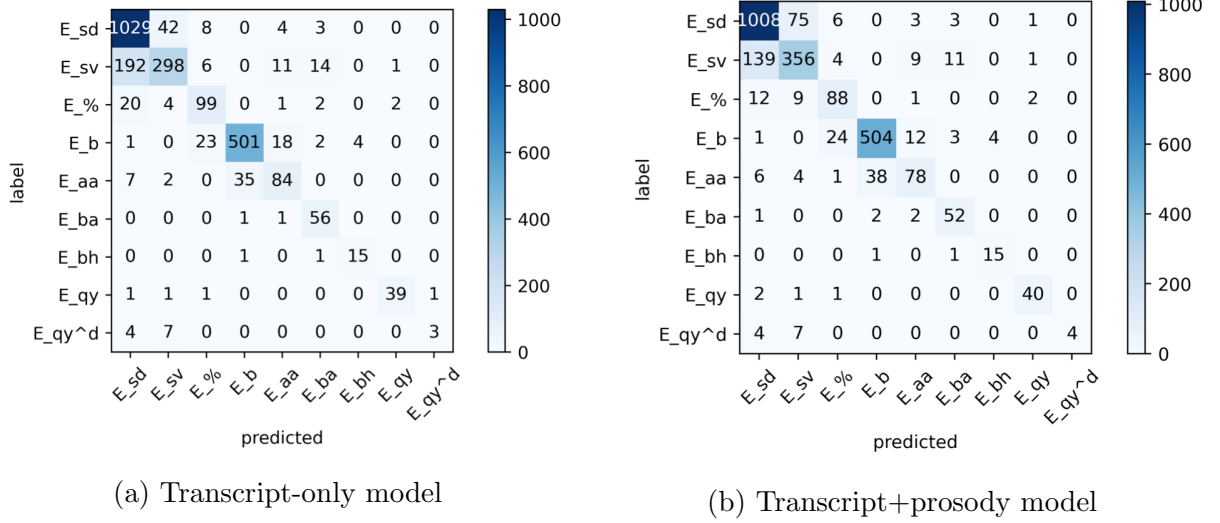 E_sd 1029 42 8 0 4 3 0 0 0
E_sv 192 298 6 0 11 14 0 1 0
E_% 20 4 99 0 1 2 0 2 0
E_b 1 0 23 501 18 2 4 0 0
E_aa 7 2 0 35 84 0 0 0 0
E_ba 0 0 0 1 1 56 0 0 0
E_bh 0 0 0 1 0 1 15 0 0
E_qy 1 1 1 0 0 0 0 39 1
E_qy^d 4 7 0 0 0 0 0 0 3
label
E_sd E_sv E_% E_b E_aa E_ba E_bh E_qy E_qy^d
predicted
1000
800
600
400
200
0
(a) Transcript-only model
E_sd 1008 75 6 0 3 3 0 1 0
E_sv 139 356 4 0 9 11 0 1 0
E_% 12 9 88 0 1 0 0 2 0
E_b 1 0 24 504 12 3 4 0 0
E_aa 6 4 1 38 78 0 0 0 0
E_ba 1 0 0 2 2 52 0 0 0
E_bh 0 0 0 1 0 1 15 0 0
E_qy 2 1 1 0 0 0 0 40 0
E_qy^d 4 7 0 0 0 0 0 0 4
label
E_sd E_sv E_% E_b E_aa E_ba E_bh E_qy E_qy^d
predicted
1000
800
600
400
200
0
(b) Transcript+prosody model